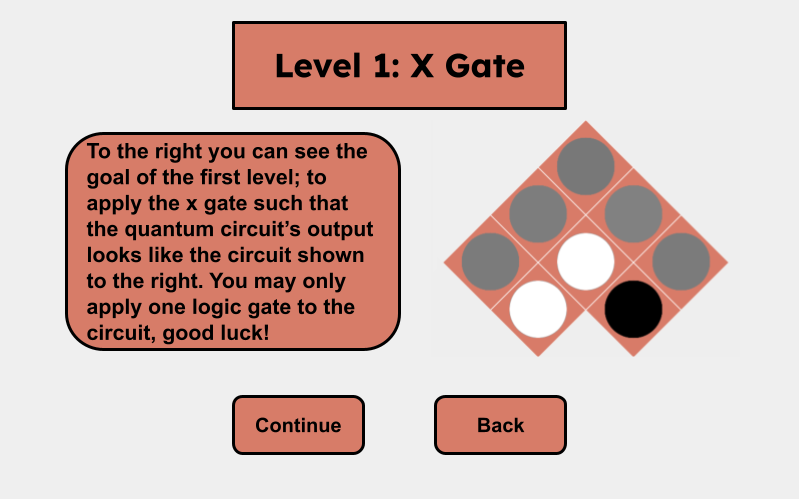 Level 1: X Gate
To the right you can see the
goal of the first level; to
apply the x gate such that
the quantum circuit’s output
looks like the circuit shown
to the right. You may only
apply one logic gate to the
circuit, good luck!
Continue
Back